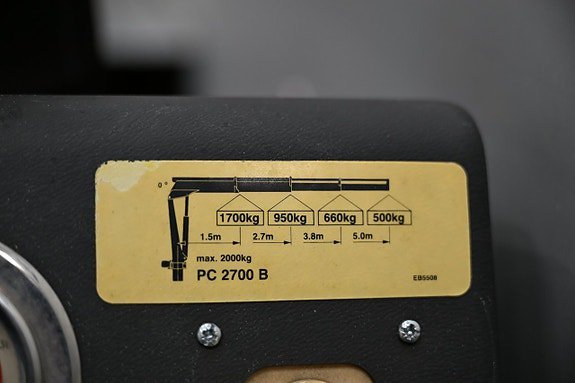 0°
1700kg 950kg 660kg 500kg
1.5m 2.7m 3.8m 5.0m
max. 2000kg
PC 2700 B
EB5508